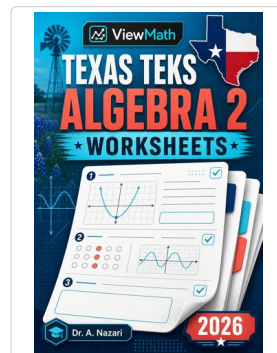 ViewMath
TEXAS TEKS
ALGEBRA 2
★ WORKSHEETS ★
1
2
3
Dr. A. Nazari
2026